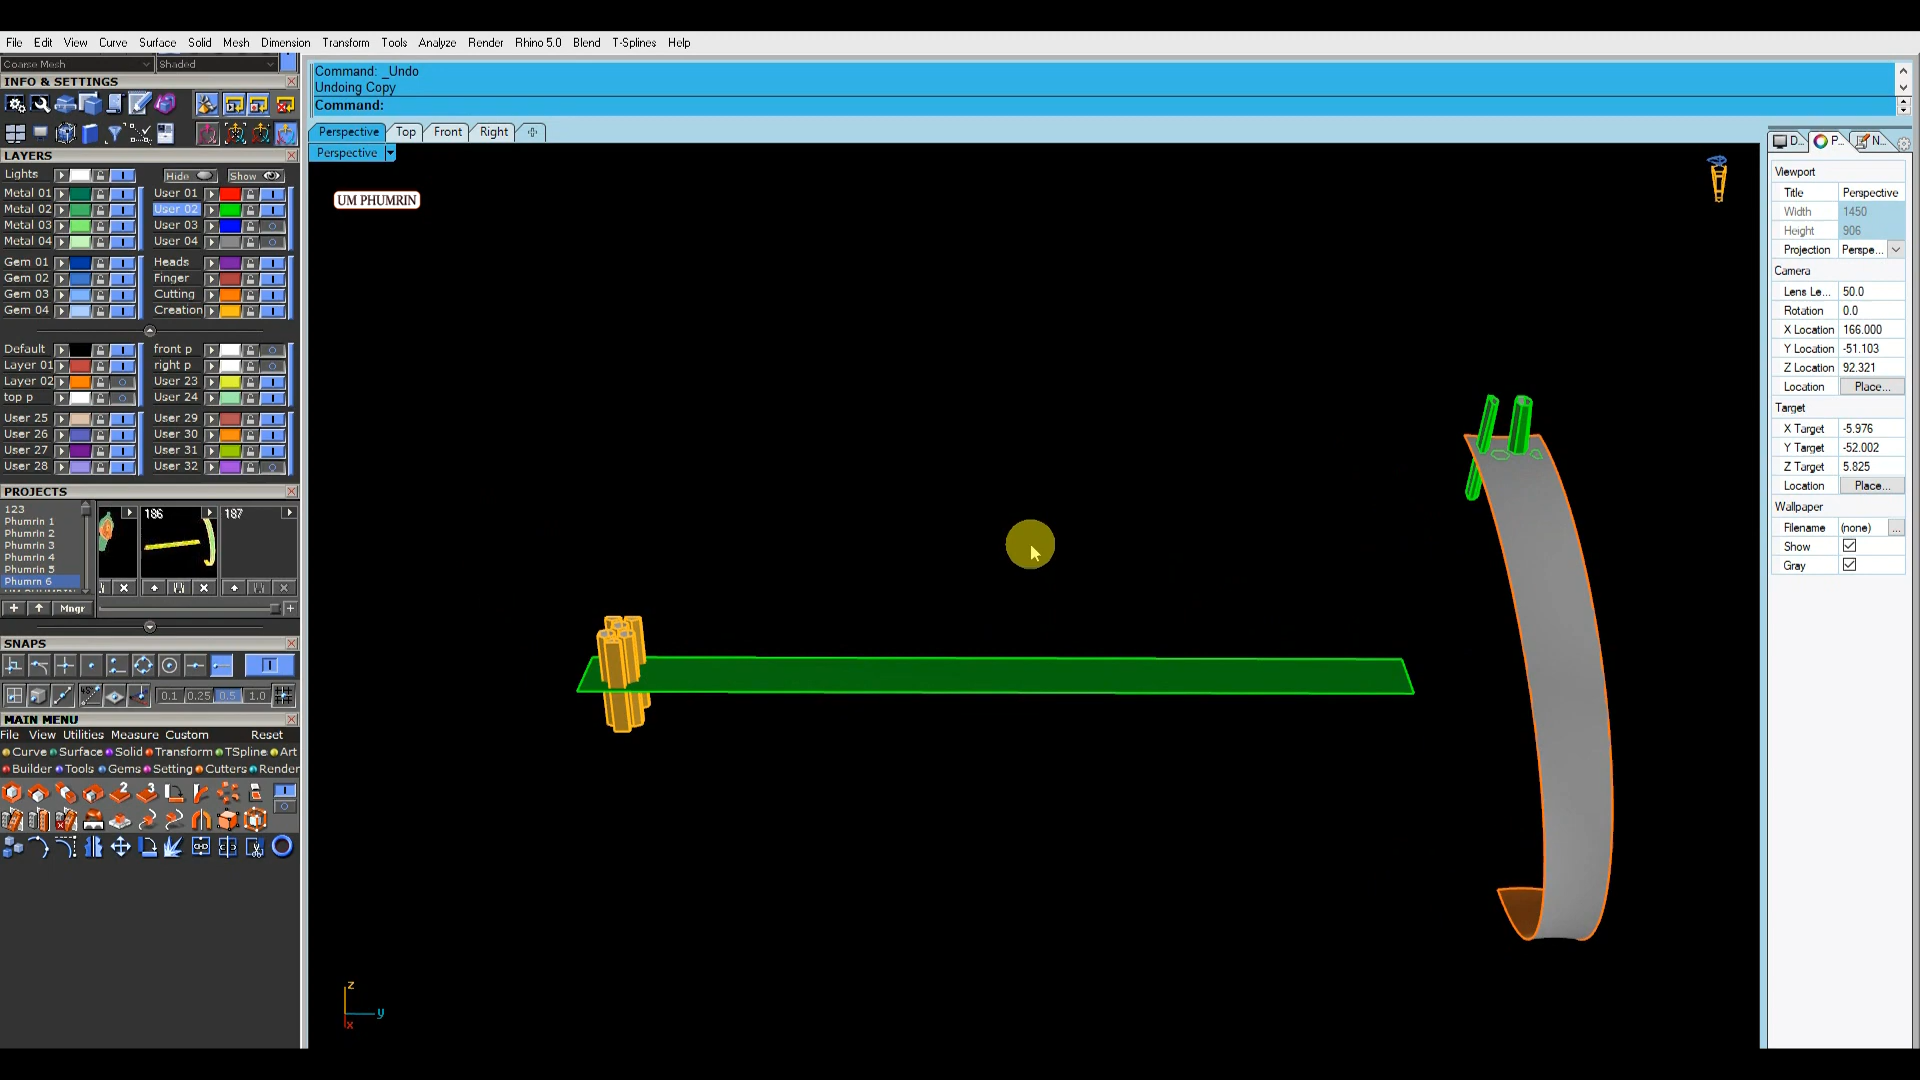 File Edit View Curve Surface Solid Mesh Dimension Transform Tools Analyze Render Rhino 5.0 Blend T-Splines Help
Coarse Mesh Shaded
INFO & SETTINGS
Command: _Undo
Undoing Copy
Command:
Perspective Top Front Right
Perspective
UM PHUMRIN
LAYERS
Lights Hide Show
Metal 01 User 01
Metal 02 User 02
Metal 03 User 03
Metal 04 User 04
Gem 01 Heads
Gem 02 Finger
Gem 03 Cutting
Gem 04 Creation
Default front p
Layer 01 right p
Layer 02 User 23
top p User 24
User 25 User 29
User 26 User 30
User 27 User 31
User 28 User 32
PROJECTS
123
Phumrin 1
Phumrin 2
Phumrin 3
Phumrin 4
Phumrin 5
Phumrn 6
186 187
Mngr
SNAPS
0.1 0.25 0.5 1.0
MAIN MENU
File View Utilities Measure Custom Reset
Curve Surface Solid Transform TSpline Art
Builder Tools Gems Setting Cutters Render
2 3
z
y
x
D... P... N...
Viewport
Title Perspective
Width 1450
Height 906
Projection Perspe...
Camera
Lens Le... 50.0
Rotation 0.0
X Location 166.000
Y Location -51.103
Z Location 92.321
Location Place...
Target
X Target -5.976
Y Target -52.002
Z Target 5.825
Location Place...
Wallpaper
Filename (none) ...
Show
Gray